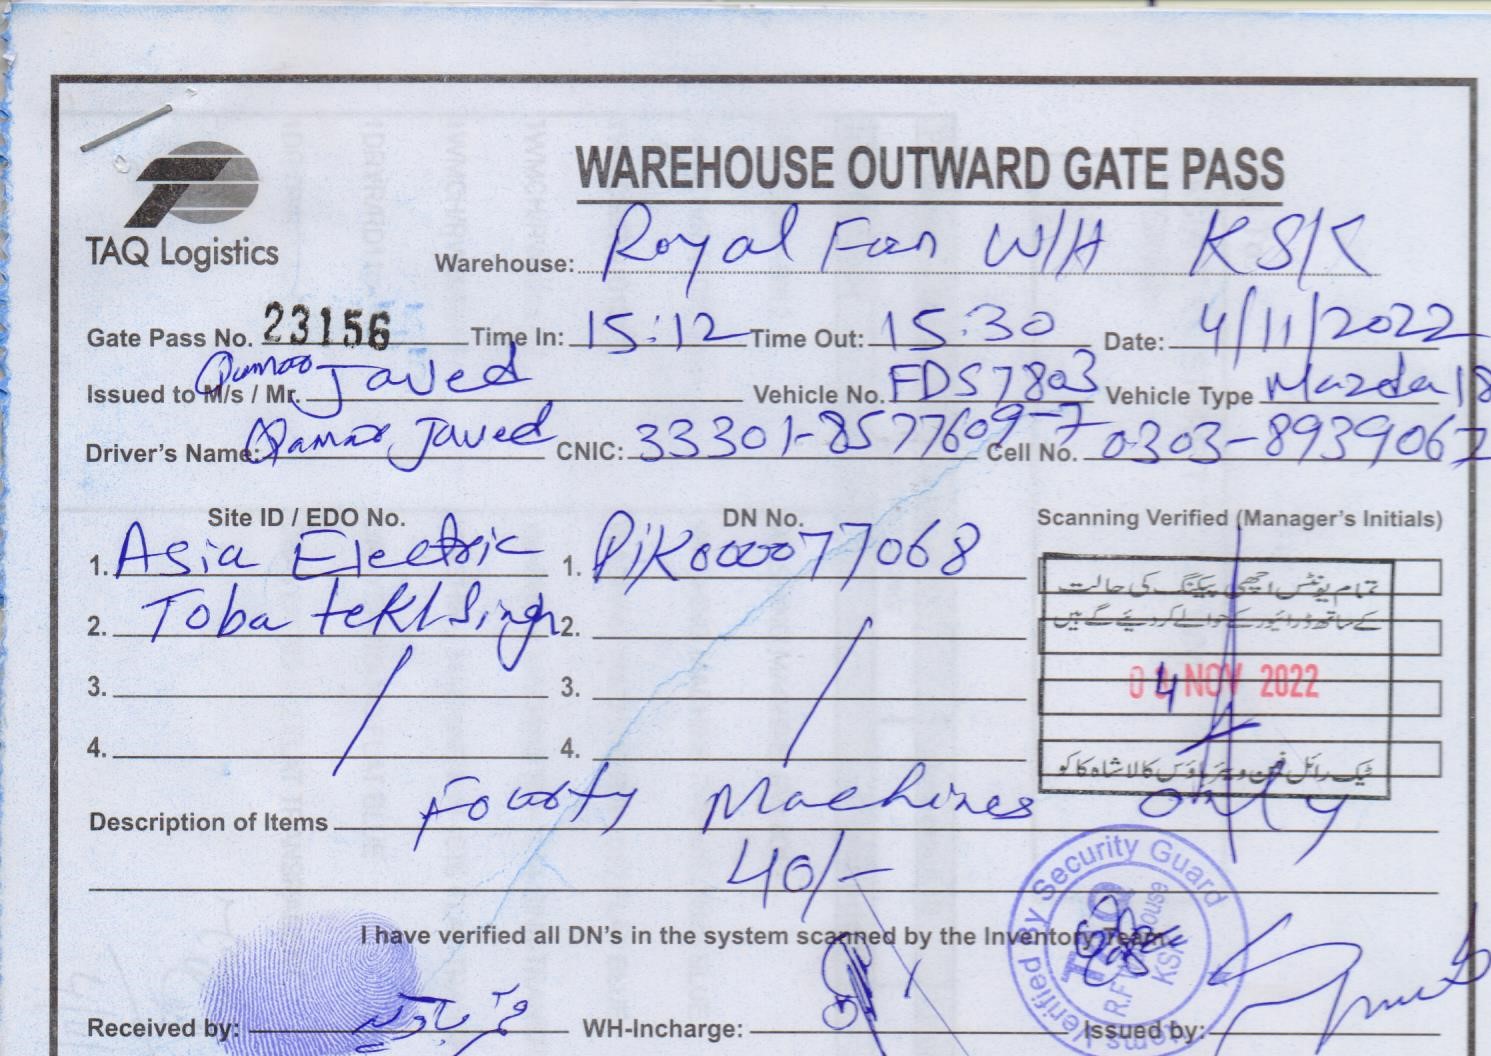 WAREHOUSE OUTWARD GATE PASS
TAQ Logistics
Warehouse: Royal Fan W/H KSK
Gate Pass No. 23156 Time In: 15:12 Time Out: 15:30 Date: 4/11/2022
Issued to M/s / Mr. Qamar Javed Vehicle No. FDS7803 Vehicle Type Mazda 18
Driver's Name: Qamar Javed CNIC: 33301-8577609-7 Cell No. 0303-8939067
Site ID / EDO No. DN No. Scanning Verified (Manager's Initials)
1. Asia Electric 1. PiK000077068
تمام یونٹس اچھی پیکنگ کی حالت
2. Toba tekl Singh 2.
کے ساتھ ڈرائیور کے حوالے کر دیئے گئے ہیں
3. 3. 04 NOV 2022
4. 4.
ٹیک رائل فین ویئر ہاؤس کالا شاہ کاکو
Description of Items Fourty Machines only
40/-
Verified By Security Guard
I have verified all DN's in the system scanned by the Inventory Team.
KSK
Received by: WH-Incharge: Issued by: